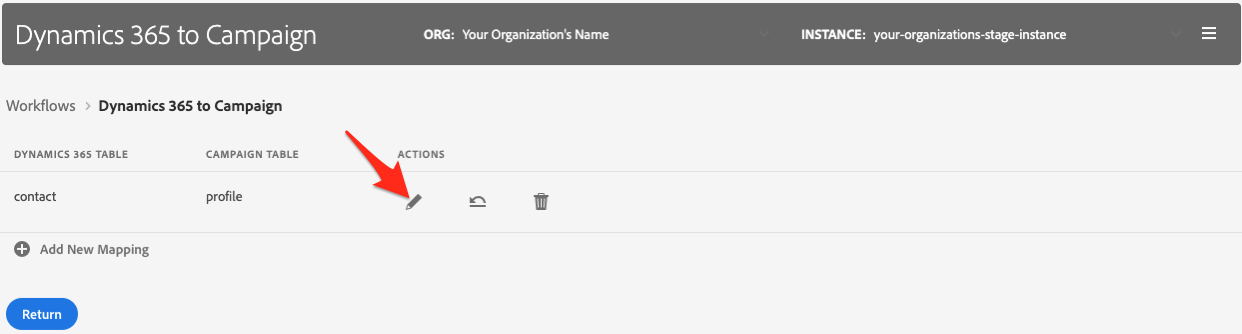 Dynamics 365 to Campaign ORG: Your Organization's Name INSTANCE: your-organizations-stage-instance
Workflows > Dynamics 365 to Campaign
DYNAMICS 365 TABLE CAMPAIGN TABLE ACTIONS
contact profile
Add New Mapping
Return